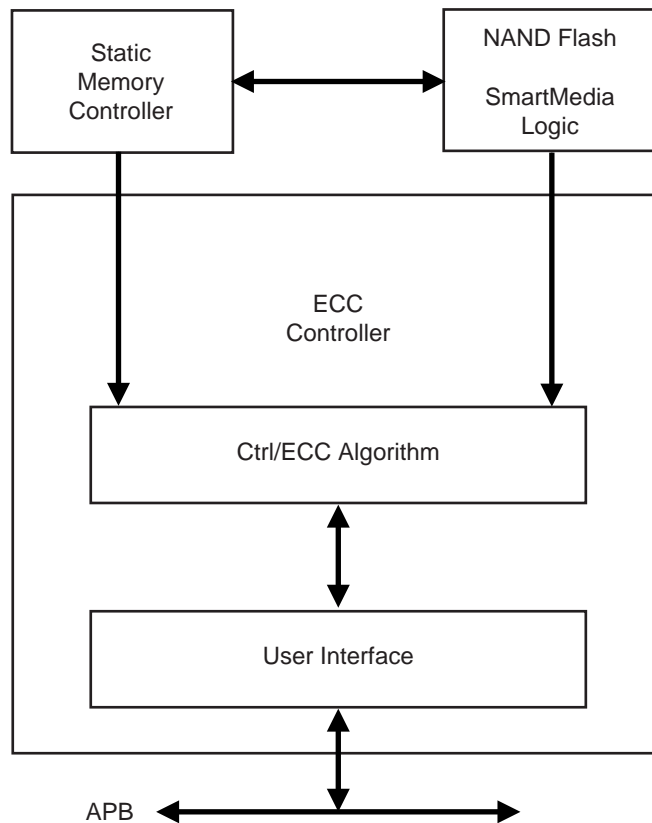 Static
Memory
Controller
NAND Flash
SmartMedia
Logic
ECC
Controller
Ctrl/ECC Algorithm
User Interface
APB